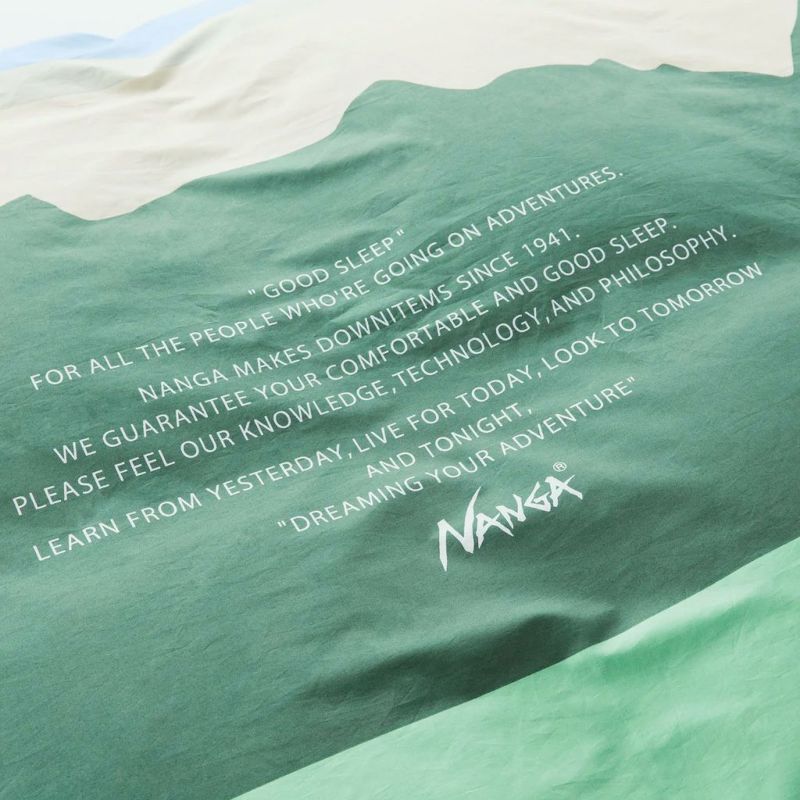 "GOOD SLEEP"
FOR ALL THE PEOPLE WHO'RE GOING ON ADVENTURES.
NANGA MAKES DOWNITEMS SINCE 1941.
WE GUARANTEE YOUR COMFORTABLE AND GOOD SLEEP.
PLEASE FEEL OUR KNOWLEDGE, TECHNOLOGY, AND PHILOSOPHY.
LEARN FROM YESTERDAY, LIVE FOR TODAY, LOOK TO TOMORROW
AND TONIGHT,
"DREAMING YOUR ADVENTURE"
NANGA®